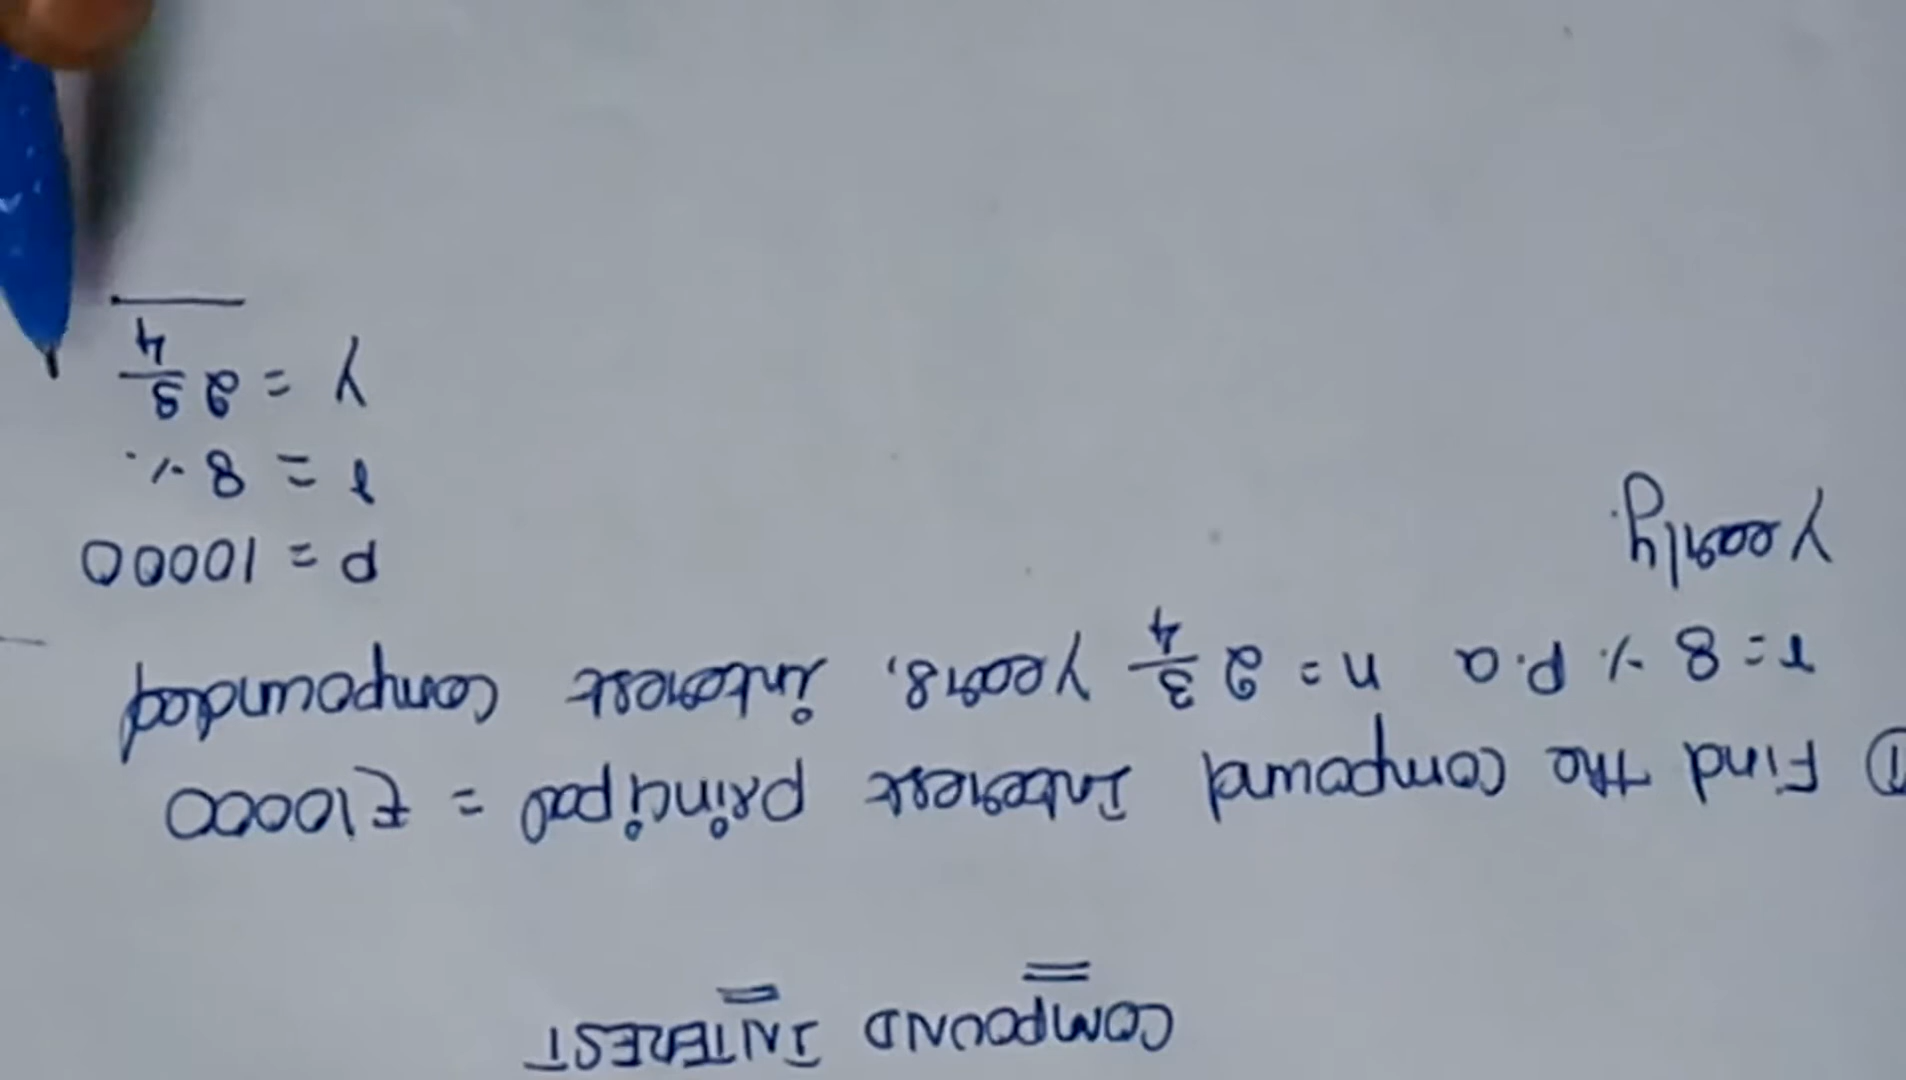 COMPOUND INTEREST
① Find the compound Interest principal = ₹10000
r = 8 % P.a n = 2 3/4 years, interest compounded
yearly.
P = 10000
r = 8 %.
Y = 2 3/4